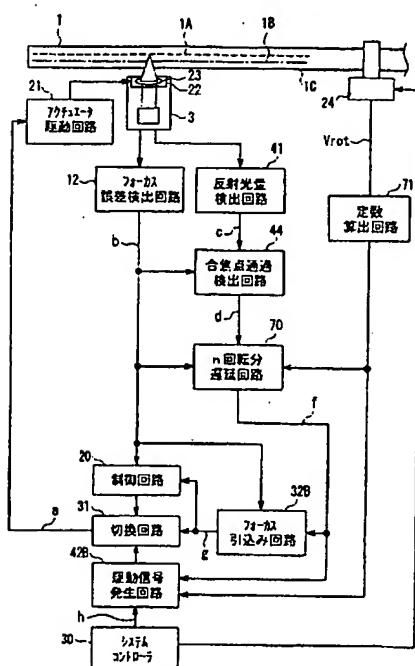 1
1A
1B
1C
21
アクチュエータ
駆動回路
23
22
3
24
Vrot
12
フォーカス
誤差検出回路
41
反射光量
検出回路
71
定数
算出回路
b
c
44
合焦点通過
検出回路
d
70
n回転分
遅延回路
f
20
制御回路
31
切換回路
32B
フォーカス
引込み回路
a
g
42B
駆動信号
発生回路
h
30
システム
コントローラ